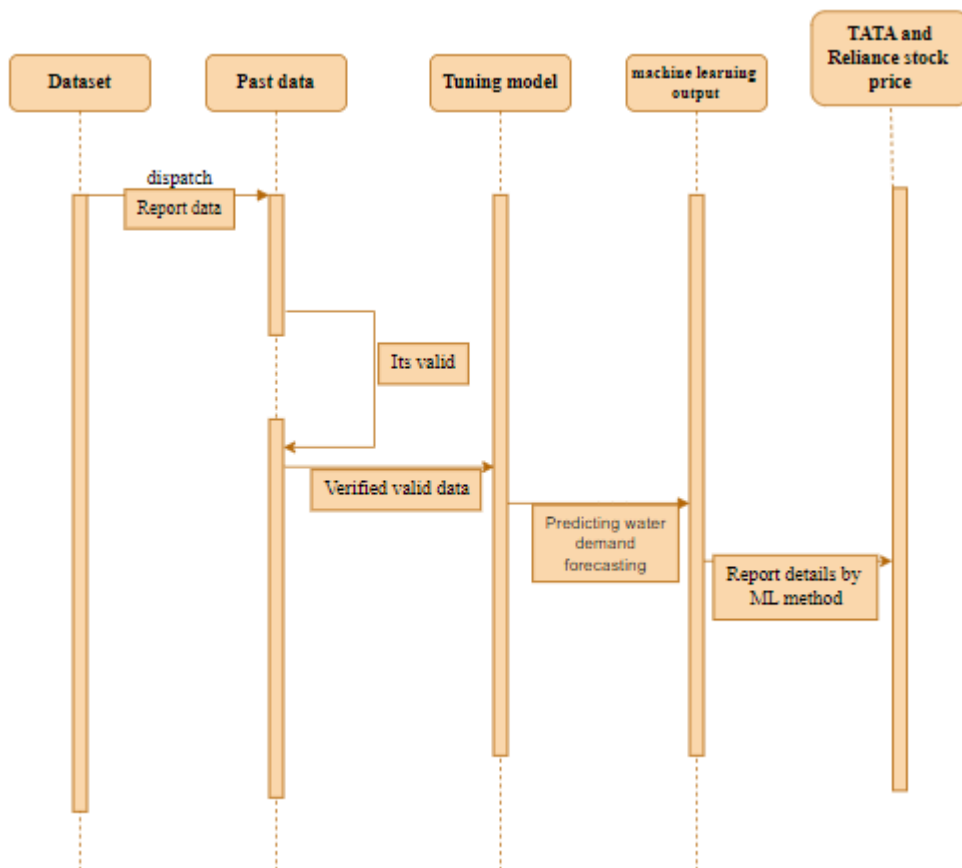 Dataset
Past data
Tuning model
machine learning
output
TATA and
Reliance stock
price
dispatch
Report data
Its valid
Verified valid data
Predicting water
demand
forecasting
Report details by
ML method